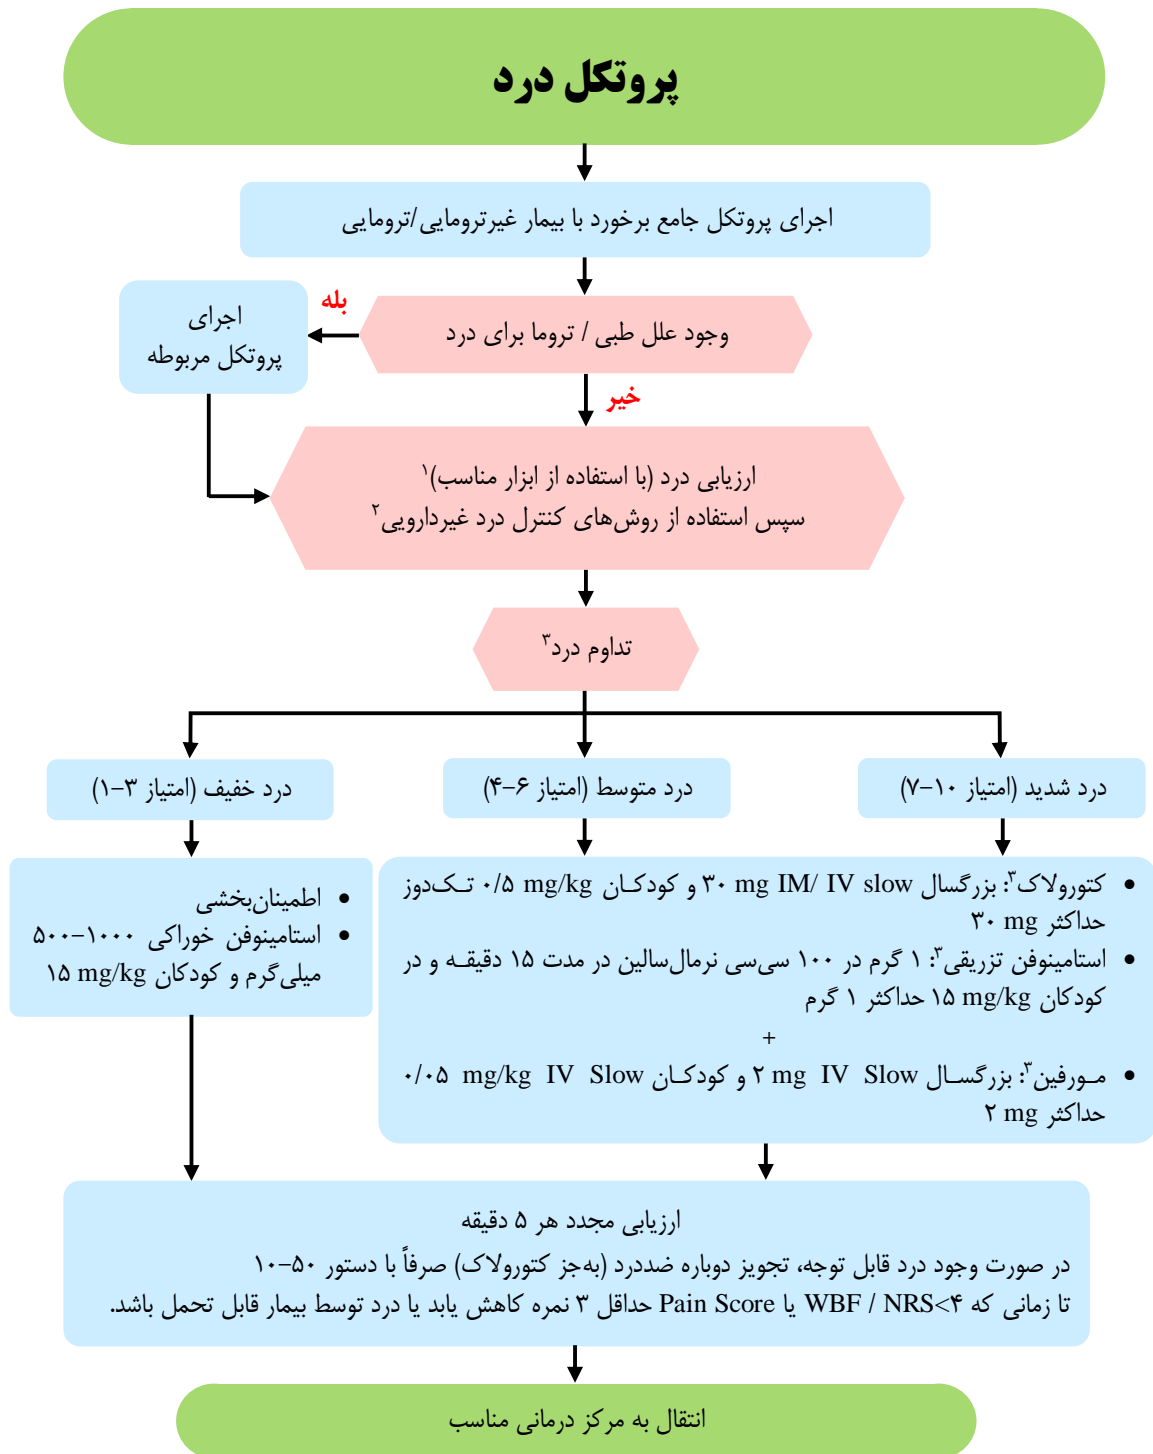 پروتکل درد
اجرای پروتکل جامع برخورد با بیمار غیرترومایی/ترومایی
وجود علل طبی / تروما برای درد
بله
اجرای
پروتکل مربوطه
خیر
ارزیابی درد (با استفاده از ابزار مناسب)۱
سپس استفاده از روش‌های کنترل درد غیردارویی۲
تداوم درد۳
درد شدید (امتیاز ۱۰-۷)
درد متوسط (امتیاز ۶-۴)
درد خفیف (امتیاز ۳-۱)
• کتورولاک۳: بزرگسال ۳۰ mg IM/ IV slow و کودکان ۰/۵ mg/kg تک‌دوز
حداکثر ۳۰ mg
• استامینوفن تزریقی۳: ۱ گرم در ۱۰۰ سی‌سی نرمال‌سالین در مدت ۱۵ دقیقه و در
کودکان ۱۵ mg/kg حداکثر ۱ گرم
+
• مورفین۳: بزرگسال ۲ mg IV Slow و کودکان ۰/۰۵ mg/kg IV Slow
حداکثر ۲ mg
• اطمینان‌بخشی
• استامینوفن خوراکی ۱۰۰۰-۵۰۰
میلی‌گرم و کودکان ۱۵ mg/kg
ارزیابی مجدد هر ۵ دقیقه
در صورت وجود درد قابل توجه، تجویز دوباره ضددرد (به‌جز کتورولاک) صرفاً با دستور ۵۰-۱۰
تا زمانی که WBF / NRS<۴ یا Pain Score حداقل ۳ نمره کاهش یابد یا درد توسط بیمار قابل تحمل باشد.
انتقال به مرکز درمانی مناسب